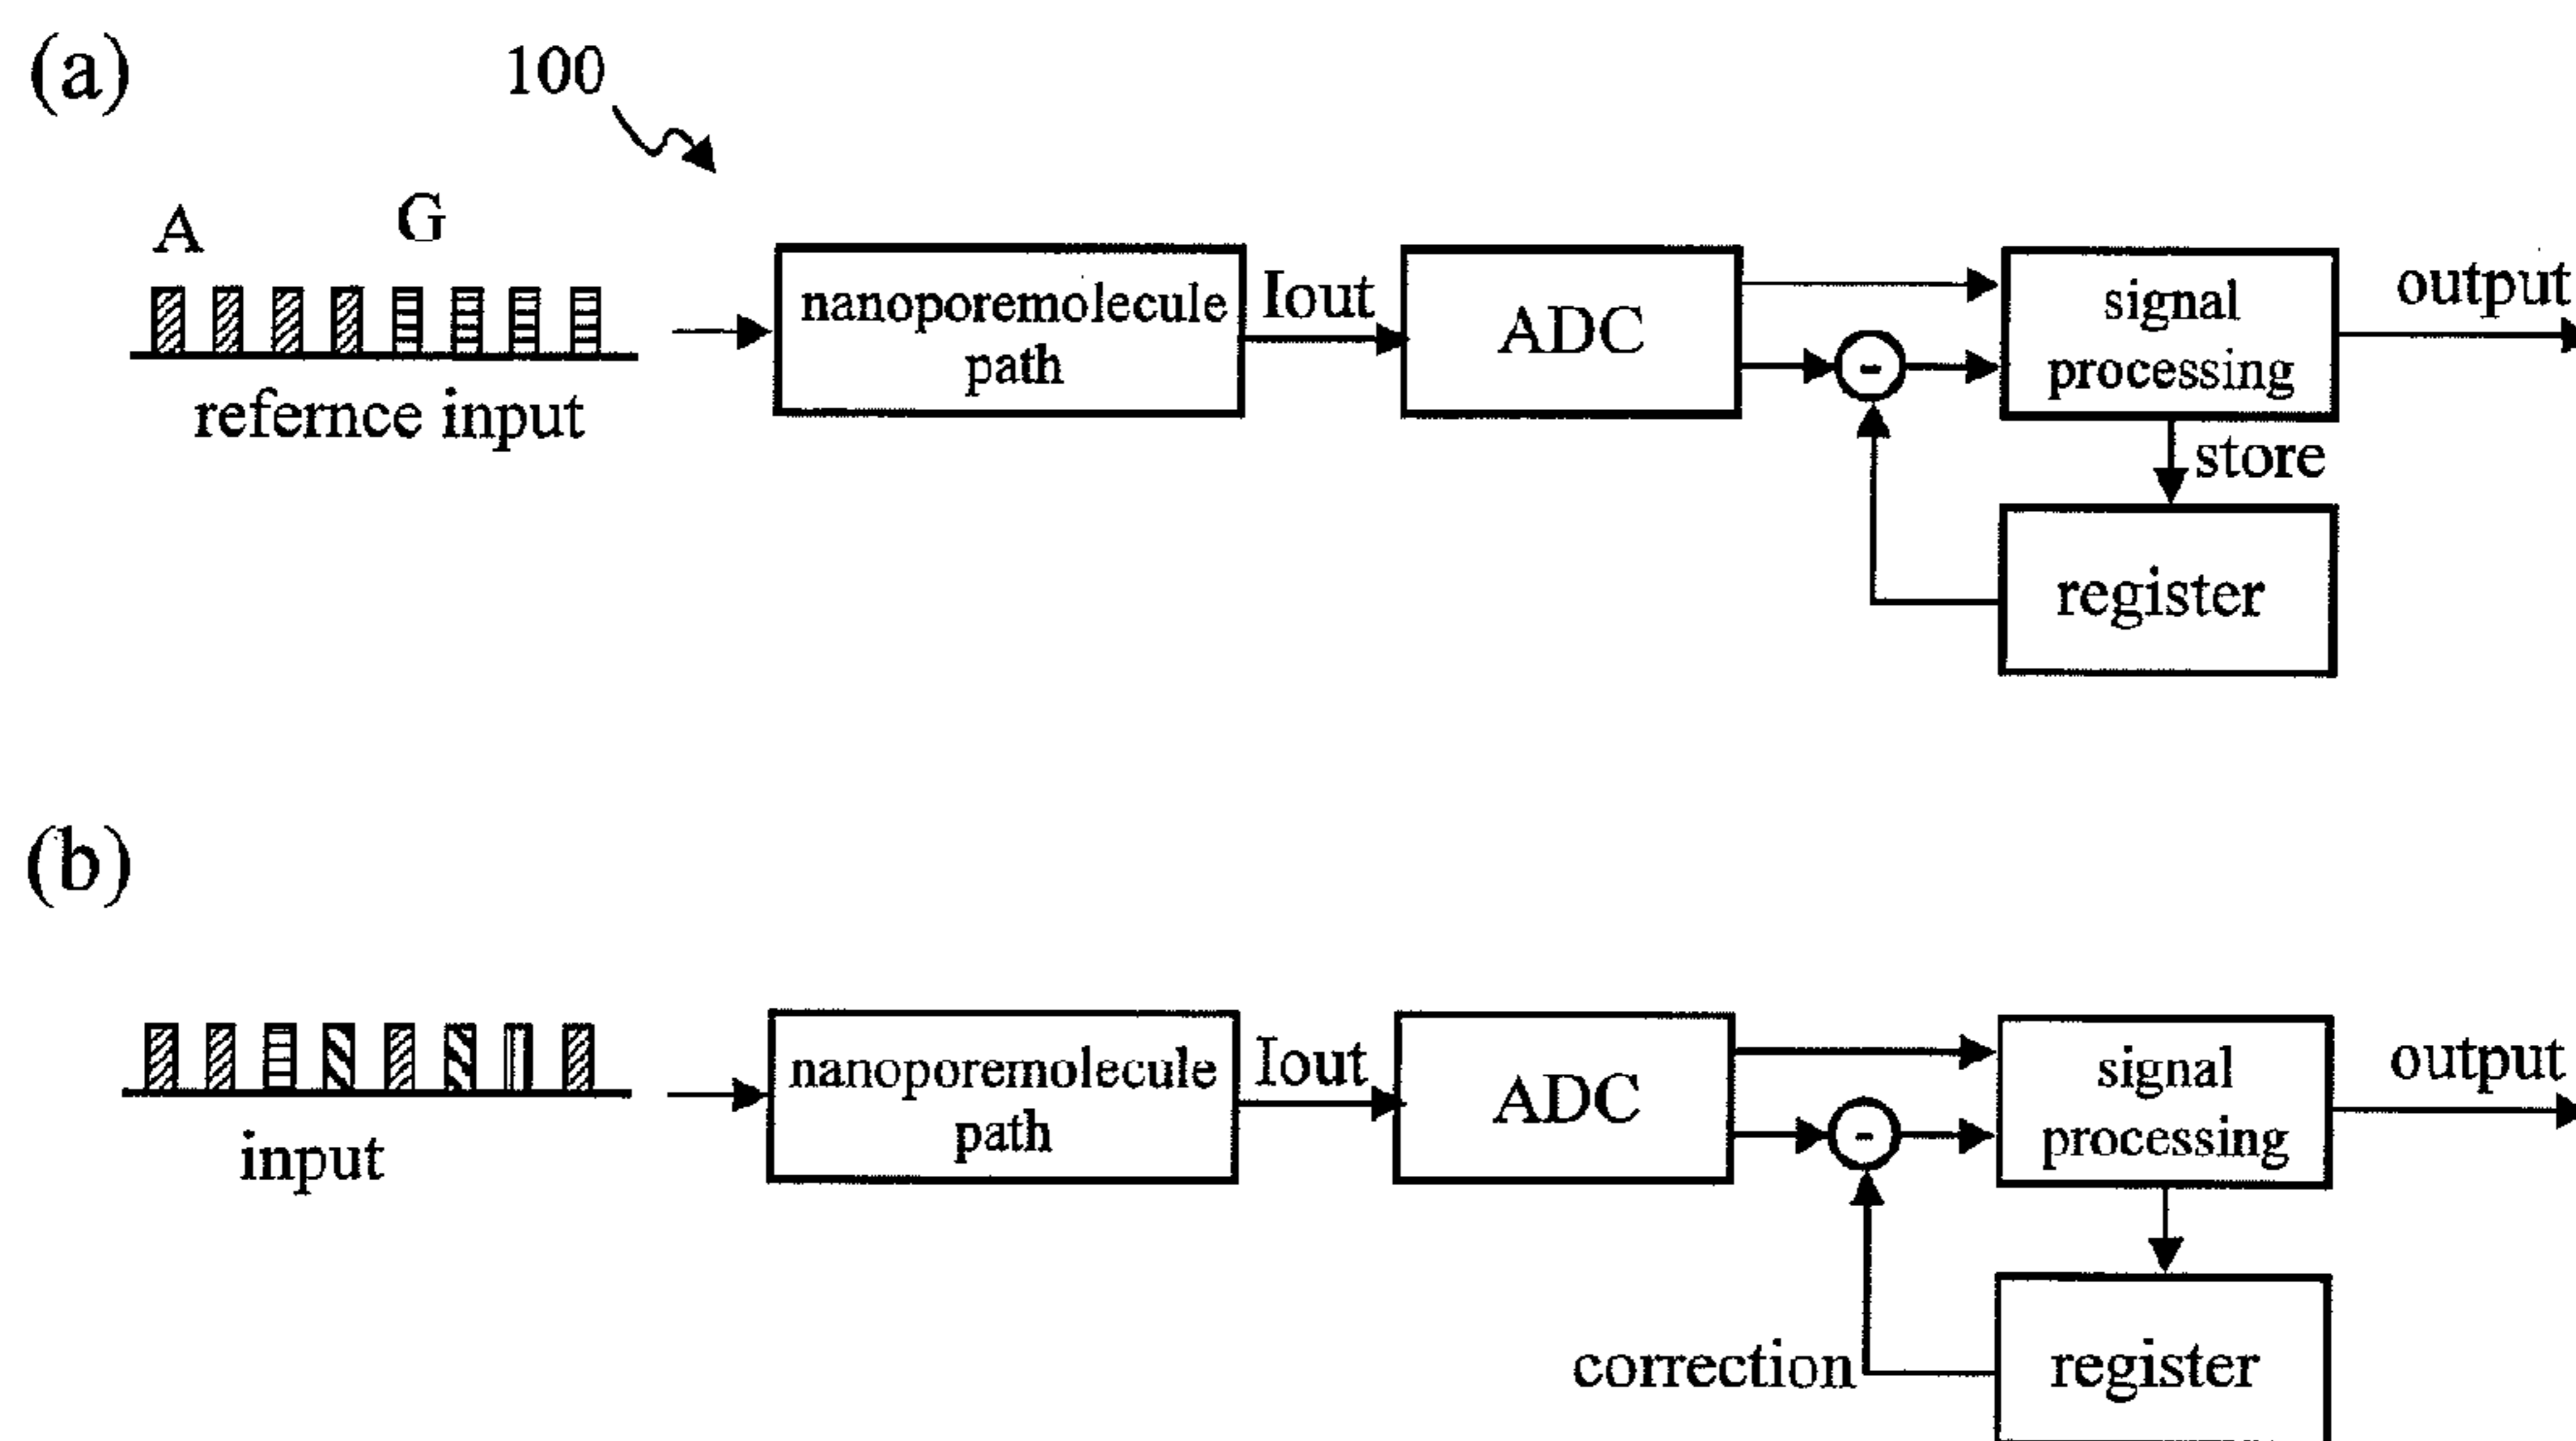 (a)
100
A G
refernce input
nanoporemolecule
path
Iout
ADC
-
signal
processing
output
store
register
(b)
input
nanoporemolecule
path
Iout
ADC
-
signal
processing
output
correction
register